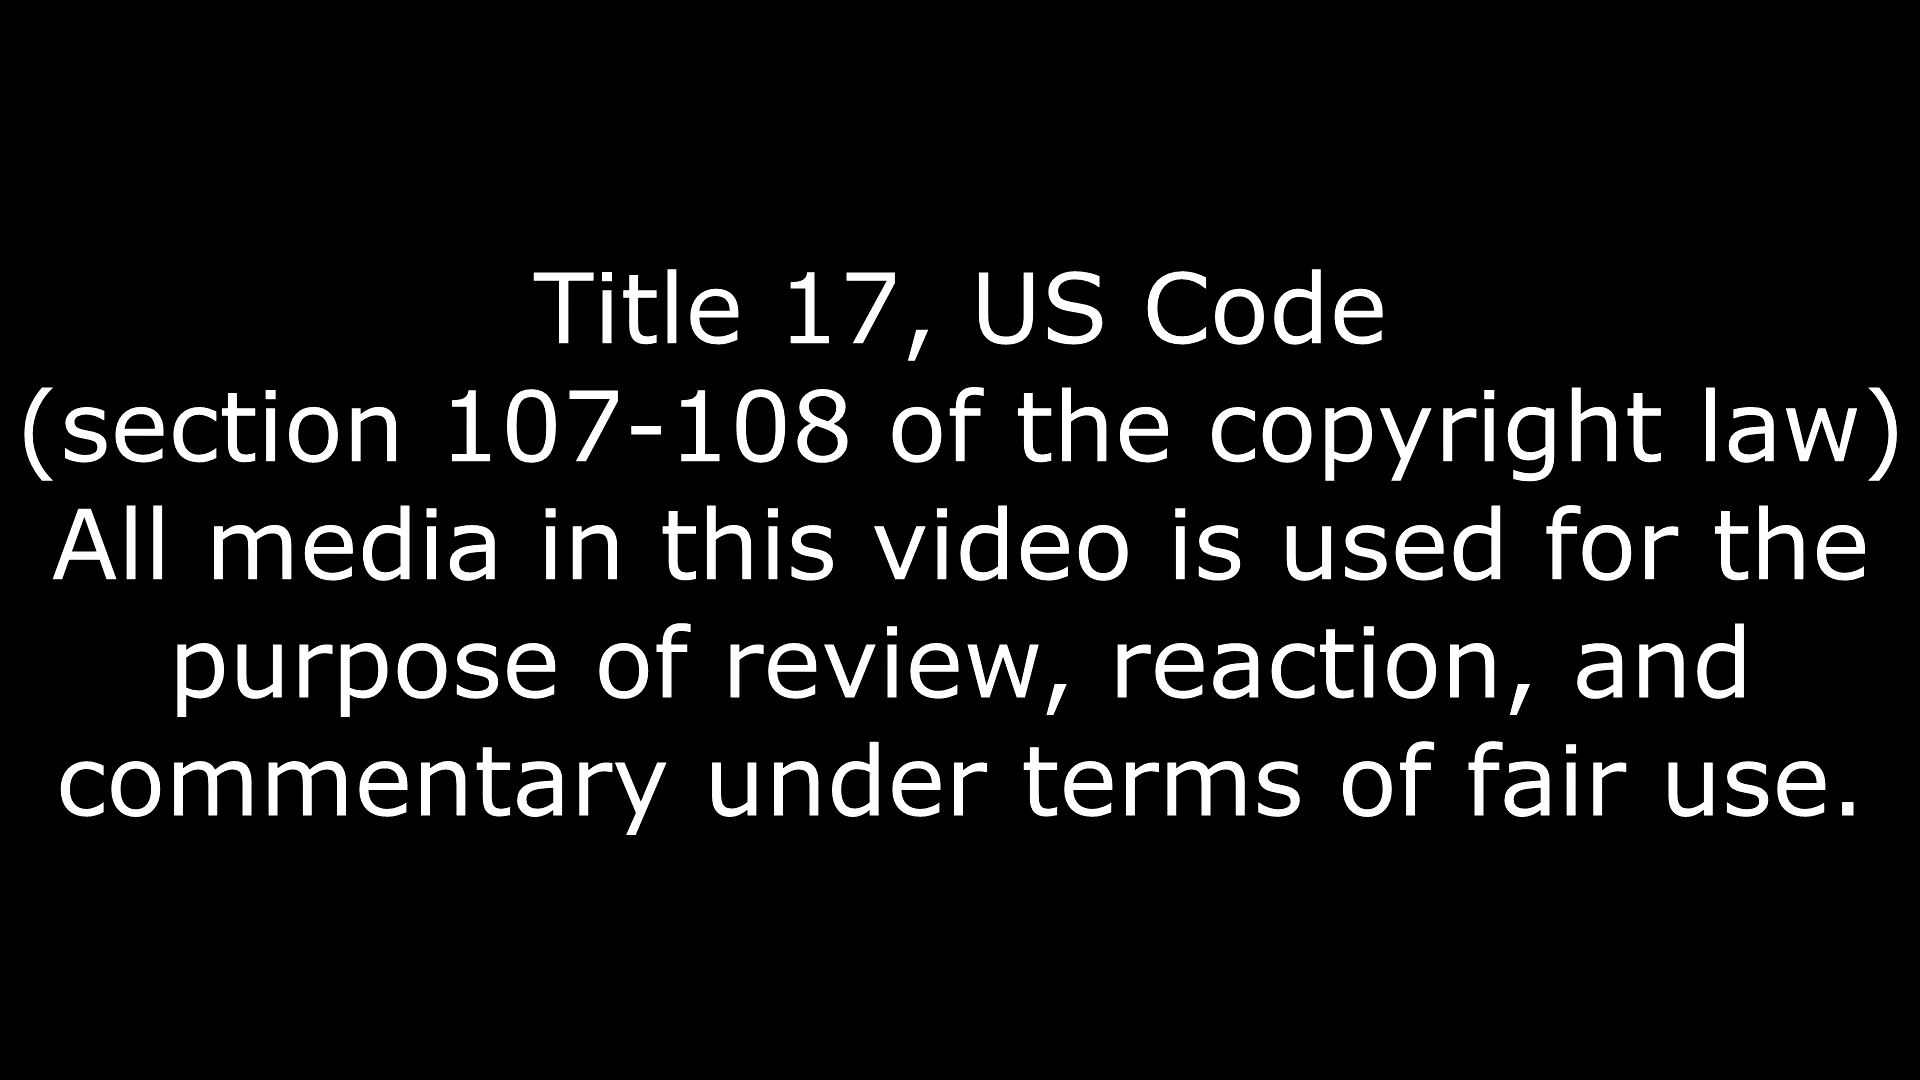 Title 17, US Code
(section 107-108 of the copyright law)
All media in this video is used for the
purpose of review, reaction, and
commentary under terms of fair use.